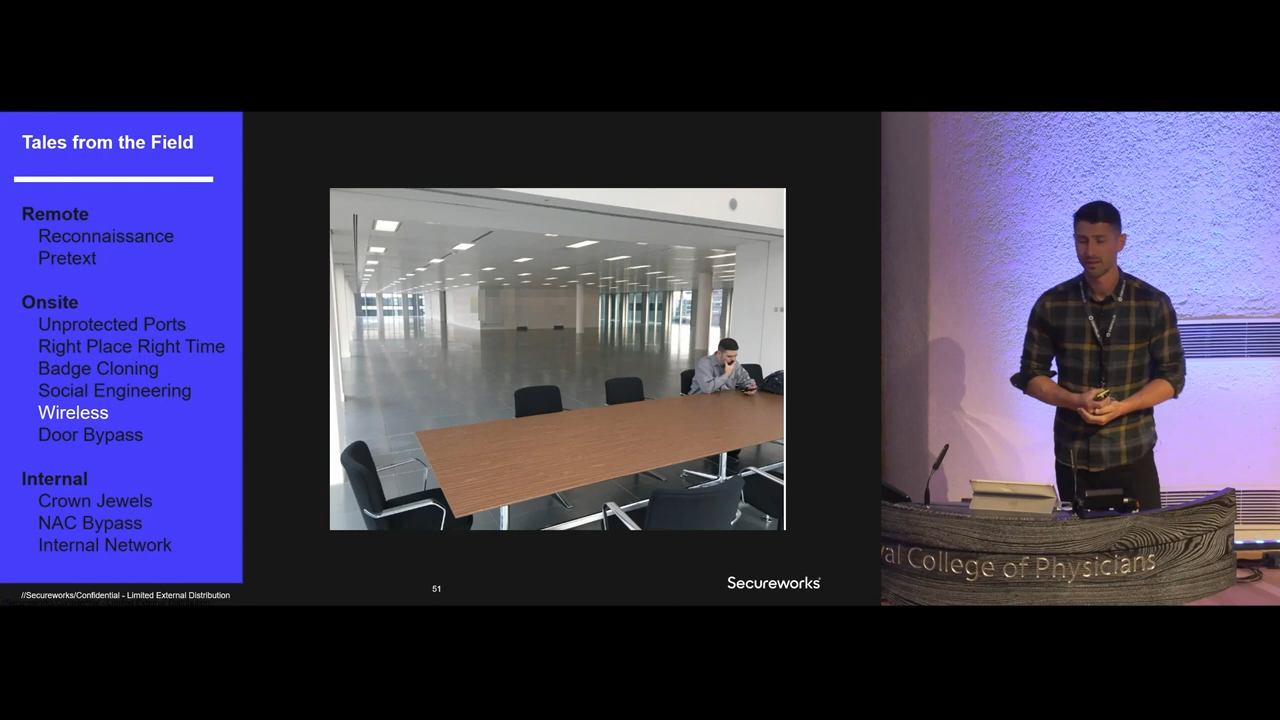 Tales from the Field
Remote
Reconnaissance
Pretext
Onsite
Unprotected Ports
Right Place Right Time
Badge Cloning
Social Engineering
Wireless
Door Bypass
Internal
Crown Jewels
NAC Bypass
Internal Network
//Secureworks/Confidential - Limited External Distribution
51
Secureworks
College of Physicians